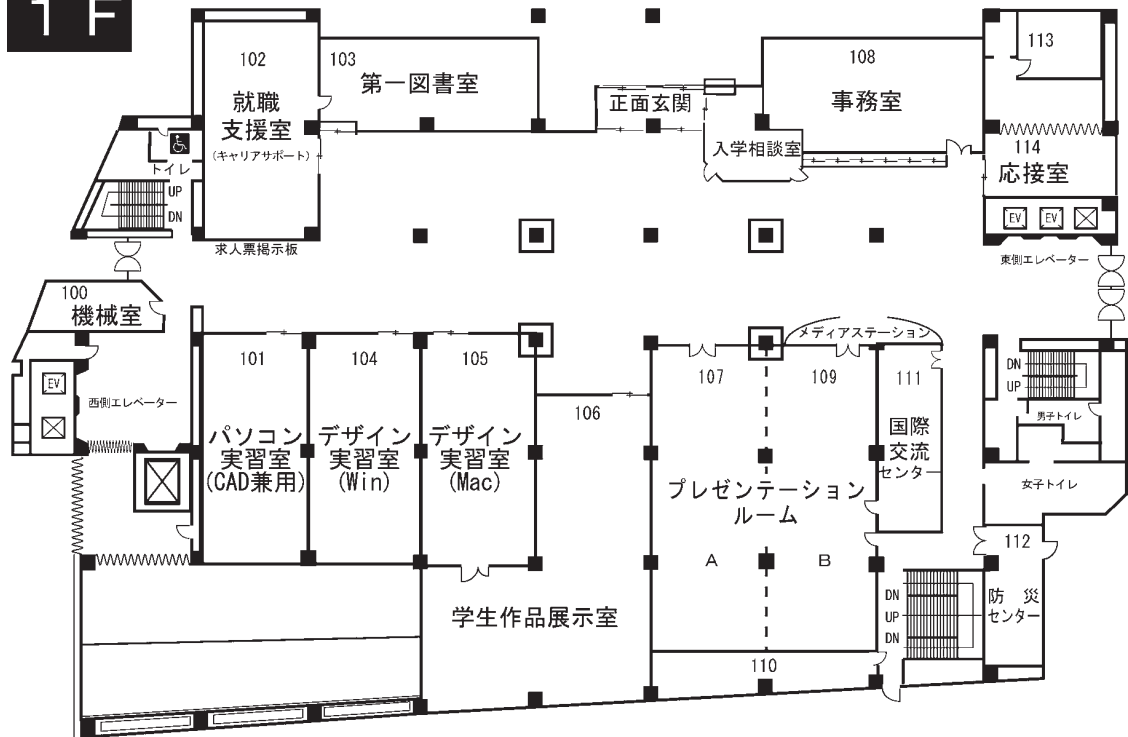 1F
102
就職
支援室
(キャリアサポート)
103
第一図書室
正面玄関
108
事務室
113
入学相談室
114
応接室
トイレ
UP
DN
求人票掲示板
EV
EV
東側エレベーター
100
機械室
EV
西側エレベーター
101
パソコン
実習室
(CAD兼用)
104
デザイン
実習室
(Win)
105
デザイン
実習室
(Mac)
106
学生作品展示室
メディアステーション
107
109
プレゼンテーション
ルーム
A
B
110
111
国際
交流
センター
DN
UP
男子トイレ
女子トイレ
112
防災
センター
DN
UP
DN